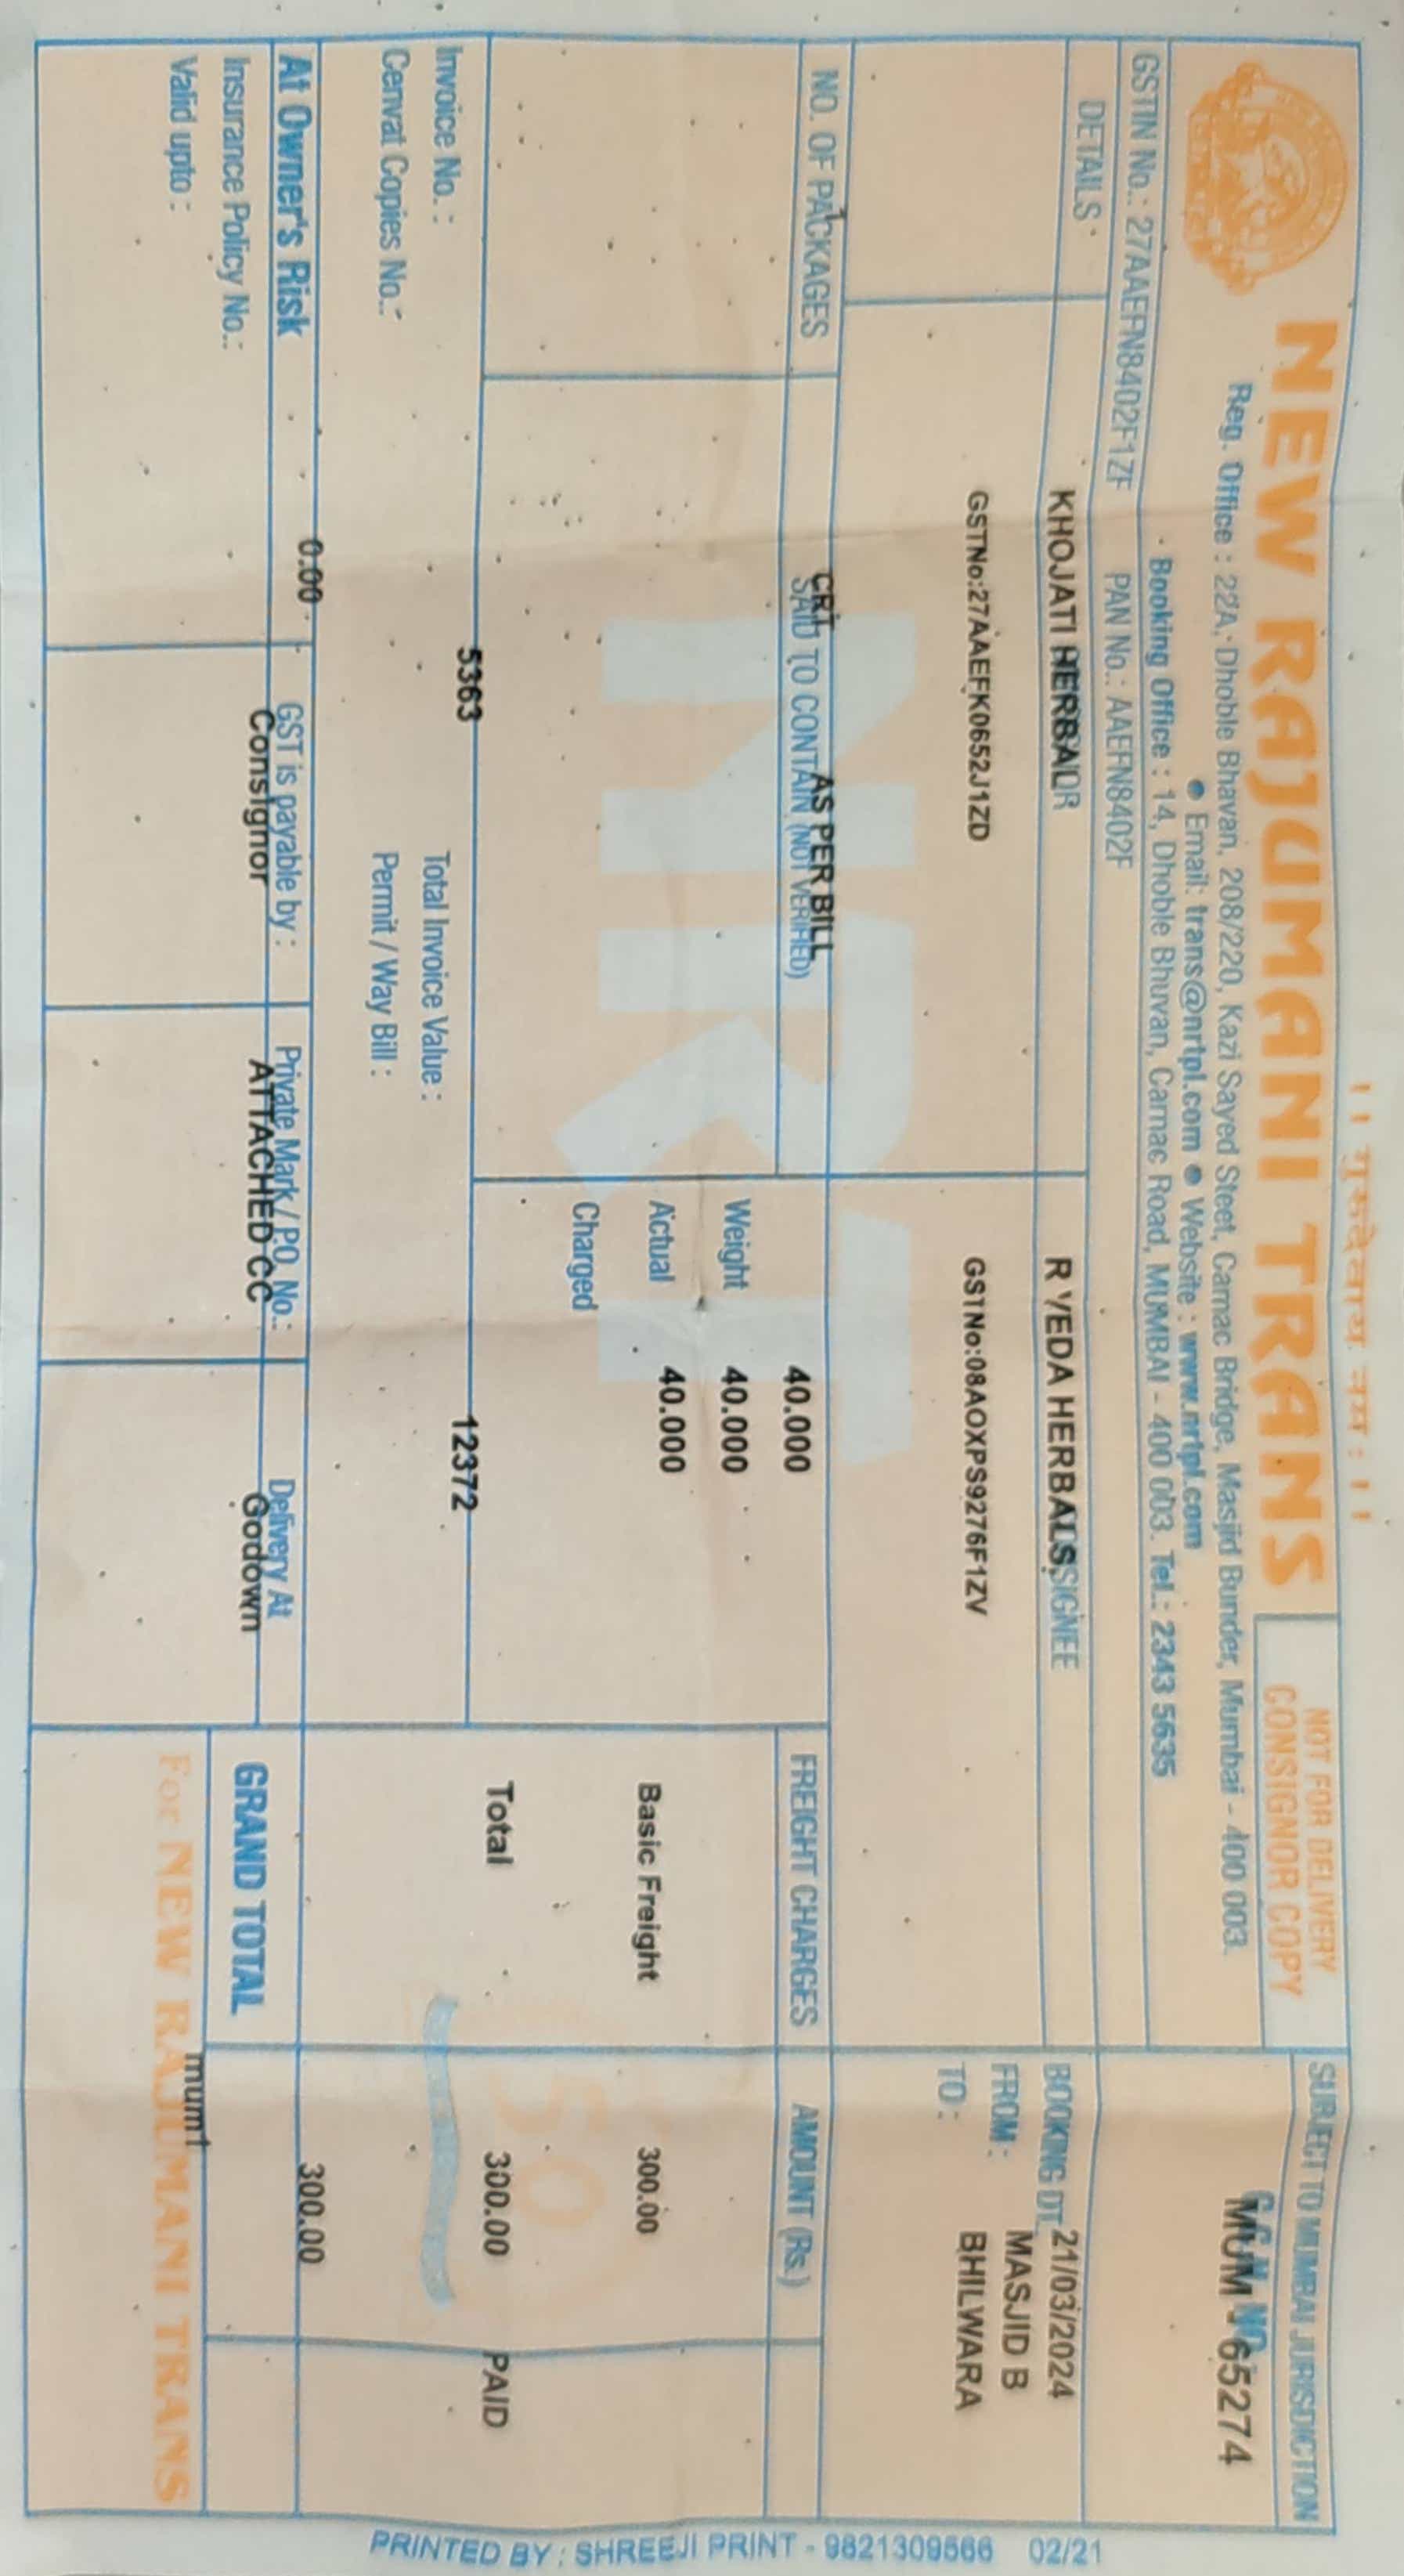 ।। गुरुदेवाय नमः ।।
NEW RAJUMANI TRANS
NOT FOR DELIVERY
CONSIGNOR COPY
SUBJECT TO MUMBAI JURISDICTION
Reg. Office : 22A, Dhoble Bhavan, 208/220, Kazi Sayed Steet, Carnac Bridge, Masjid Bunder, Mumbai - 400 003.
● Email: trans@nrtpl.com ● Website : www.nrtpl.com
Booking Office : 14, Dhoble Bhuvan, Carnac Road, MUMBAI - 400 003. Tel.: 2343 5635
G.C.N. NO.
MUM - 65274
GSTIN No.: 27AAEFN8402F1ZF PAN No.: AAEFN8402F
DETAILS
KHOJATI HERBAL
R VEDA HERBALS
BOOKING DT. 21/03/2024
FROM : MASJID B
TO : BHILWARA
GSTNo:27AAEFK0652J1ZD
GSTNo:08AOXPS9276F1ZV
NO. OF PACKAGES
1
CRT AS PER BILL
SAID TO CONTAIN (NOT VERIFIED)
40.000
Weight 40.000
Actual 40.000
Charged
FREIGHT CHARGES AMOUNT (Rs.)
Basic Freight 300.00
Total 300.00 PAID
NRT
Invoice No. : 5363
Total Invoice Value : 12372
Cenvat Copies No.:
Permit / Way Bill :
At Owner's Risk 0.00
Insurance Policy No.:
Valid upto :
GST is payable by :
Consignor
Private Mark / P.O. No.:
ATTACHED CC
Delivery At
Godown
GRAND TOTAL 300.00
mum1
For NEW RAJUMANI TRANS
PRINTED BY : SHREEJI PRINT - 9821309566 02/21